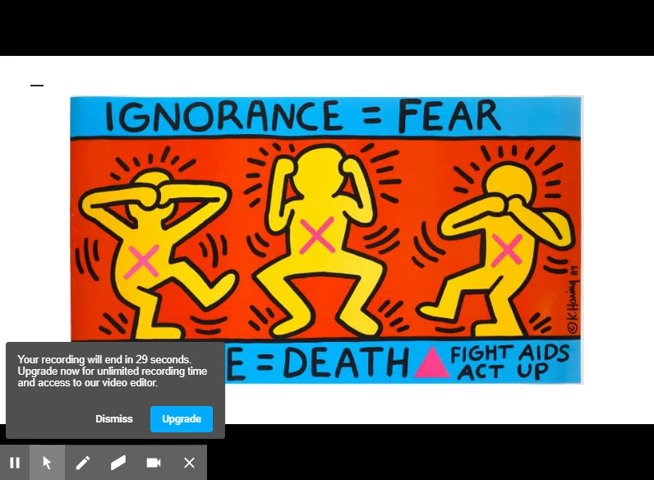 IGNORANCE = FEAR
© K. Haring 89
E = DEATH
FIGHT AIDS
ACT UP
Your recording will end in 29 seconds.
Upgrade now for unlimited recording time
and access to our video editor.
Dismiss
Upgrade